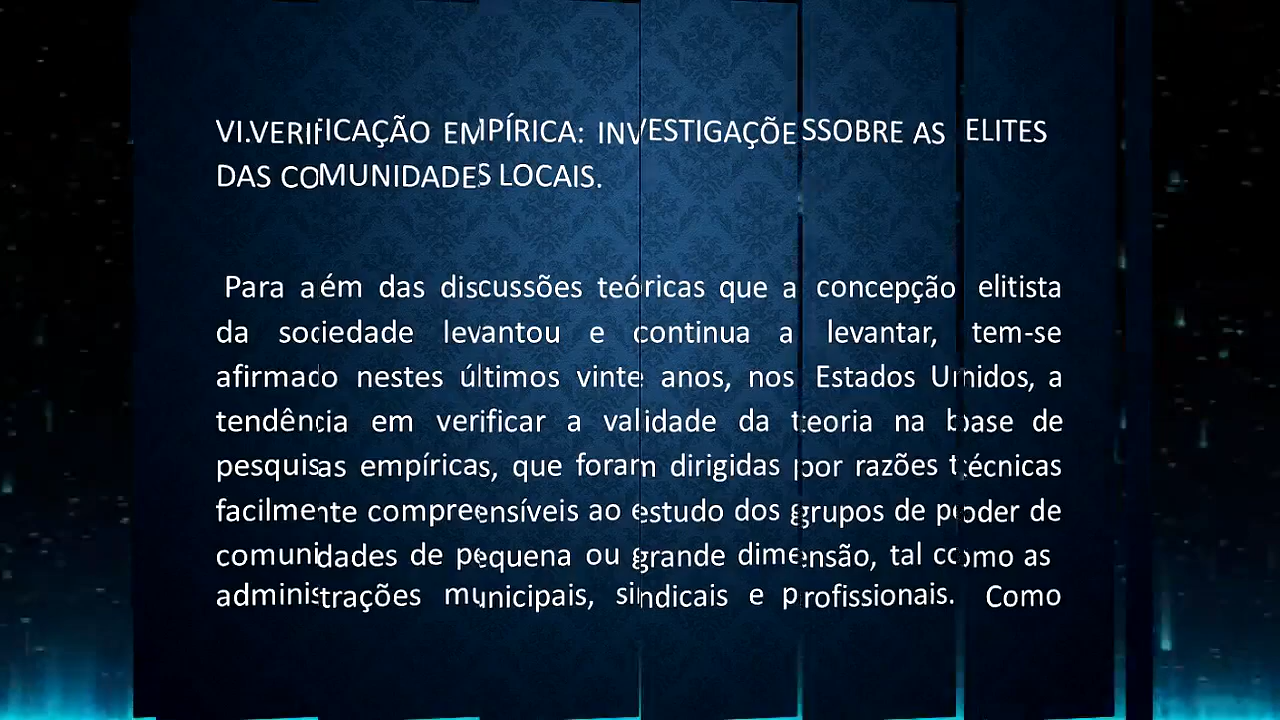 VI.VERIFICAÇÃO EMPÍRICA: INVESTIGAÇÕESSOBRE AS ELITES
DAS COMUNIDADES LOCAIS.
Para aém das discussões teóricas que a concepção elitista
da sociedade levantou e continua a levantar, tem-se
afirmado nestes últimos vinte anos, nos Estados Unidos, a
tendência em verificar a validade da teoria na base de
pesquisas empíricas, que foram dirigidas por razões técnicas
facilmente compreensíveis ao estudo dos grupos de poder de
comunidades de pequena ou grande dimensão, tal como as
administrações municipais, sindicais e profissionais. Como